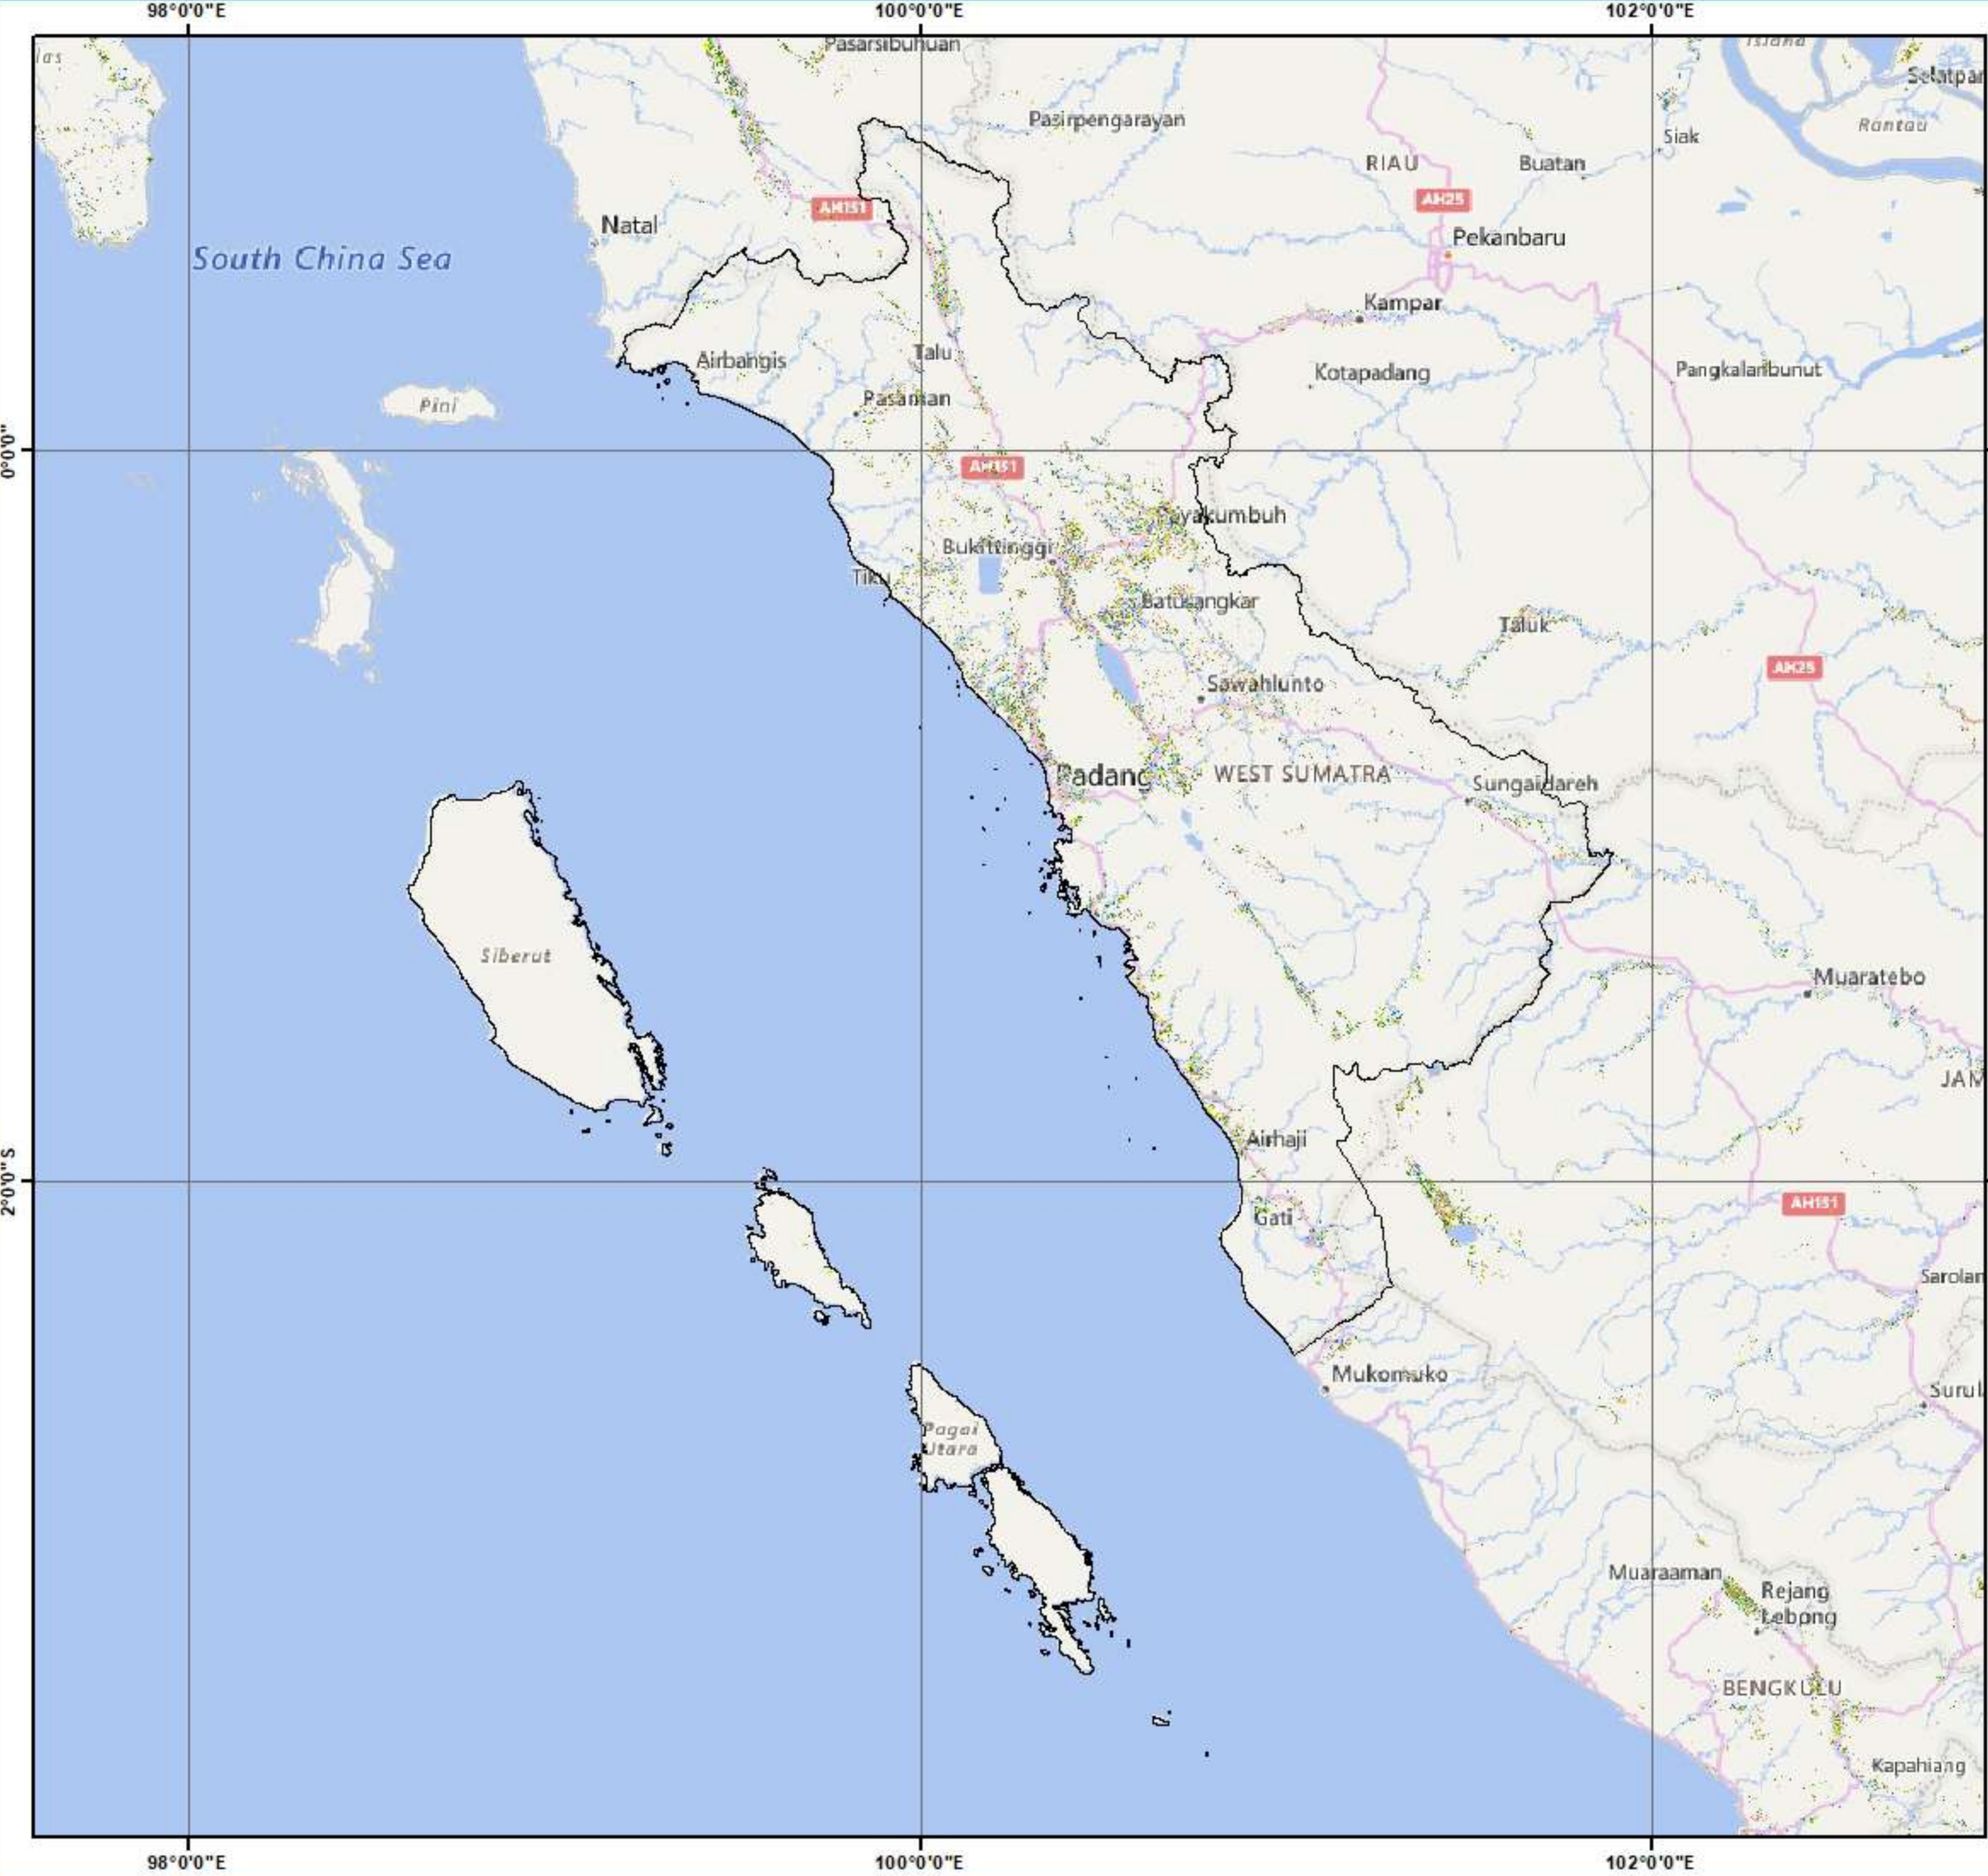 98°0'0"E
100°0'0"E
102°0'0"E
las
Pasarsibuhuan
Island
Selatpan
Pasirpengarayan
Rantau
Siak
RIAU
Buatan
AH151
AH25
Natal
Pekanbaru
South China Sea
Kampar
Airbangis
Talu
Kotapadang
Pangkalanbunut
Pini
Pasaman
0°0'0"
AH151
Payakumbuh
Bukittinggi
Tiku
Batusangkar
Taluk
AH25
Sawahlunto
Padang
WEST SUMATRA
Sungaidareh
Siberut
Muaratebo
JAM
Airhaji
2°0'0"S
AH151
Gati
Sarolan
Mukomuko
Surul
Pagai
Utara
Muaraaman
Rejang
Lebong
BENGKULU
Kapahiang
98°0'0"E
100°0'0"E
102°0'0"E